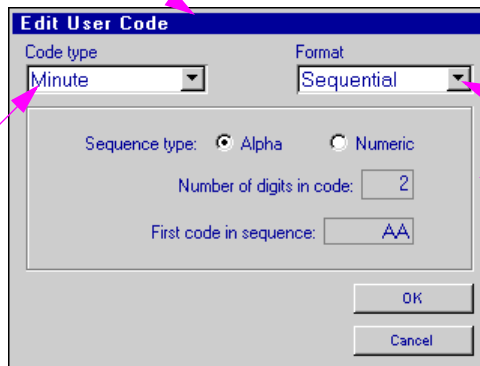 Edit User Code
Code type Format
Minute Sequential
Sequence type: Alpha Numeric
Number of digits in code: 2
First code in sequence: AA
OK
Cancel